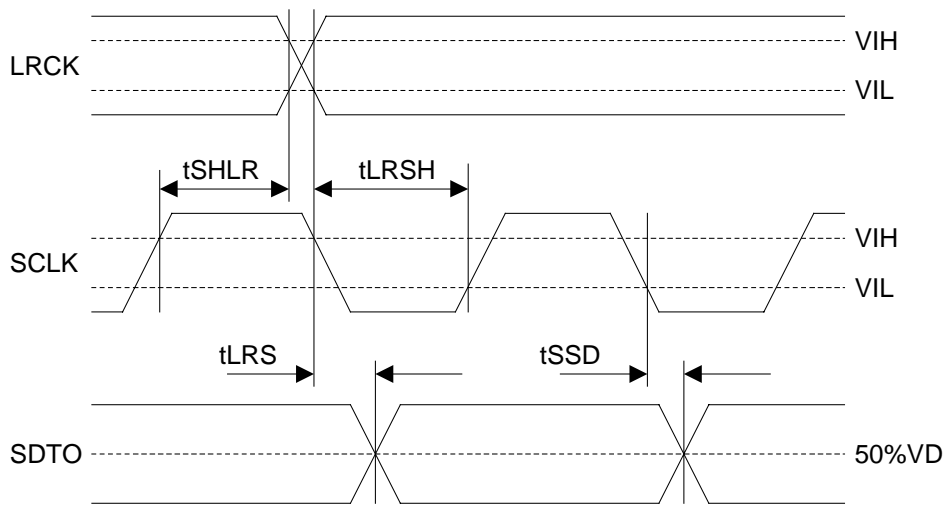 LRCK
VIH
VIL
tSHLR
tLRSH
SCLK
VIH
VIL
tLRS
tSSD
SDTO
50%VD